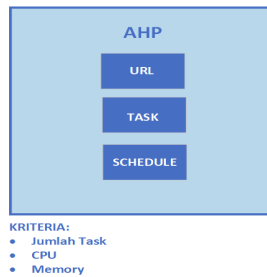 AHP
URL
TASK
SCHEDULE
KRITERIA:
• Jumlah Task
• CPU
• Memory